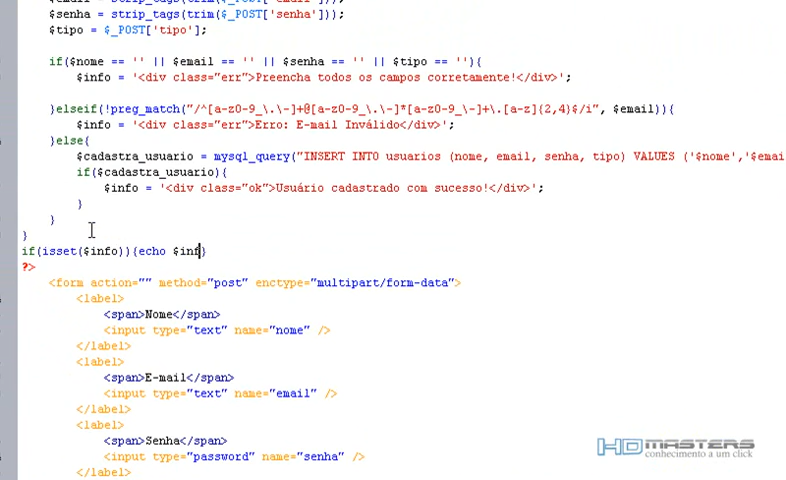 $email = strip_tags(trim($_POST['email']));
$senha = strip_tags(trim($_POST['senha']));
$tipo = $_POST['tipo'];
if($nome == '' || $email == '' || $senha == '' || $tipo == ''){
$info = '<div class="err">Preencha todos os campos corretamente!</div>';
}elseif(!preg_match("/^[a-z0-9_\.\-]+@[a-z0-9_\.\-]*[a-z0-9_\-]+\.[a-z]{2,4}$/i", $email)){
$info = '<div class="err">Erro: E-mail Inválido</div>';
}else{
$cadastra_usuario = mysql_query("INSERT INTO usuarios (nome, email, senha, tipo) VALUES ('$nome','$emai
if($cadastra_usuario){
$info = '<div class="ok">Usuário cadastrado com sucesso!</div>';
}
}
}
if(isset($info)){echo $inf}
?>
<form action="" method="post" enctype="multipart/form-data">
<label>
<span>Nome</span>
<input type="text" name="nome" />
</label>
<label>
<span>E-mail</span>
<input type="text" name="email" />
</label>
<label>
<span>Senha</span>
<input type="password" name="senha" />
</label>
HDMASTERS
conhecimento a um click